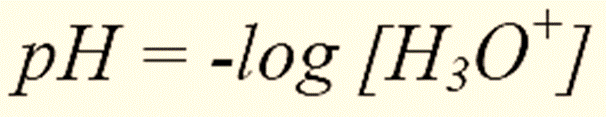 pH = -log [H₃O⁺]